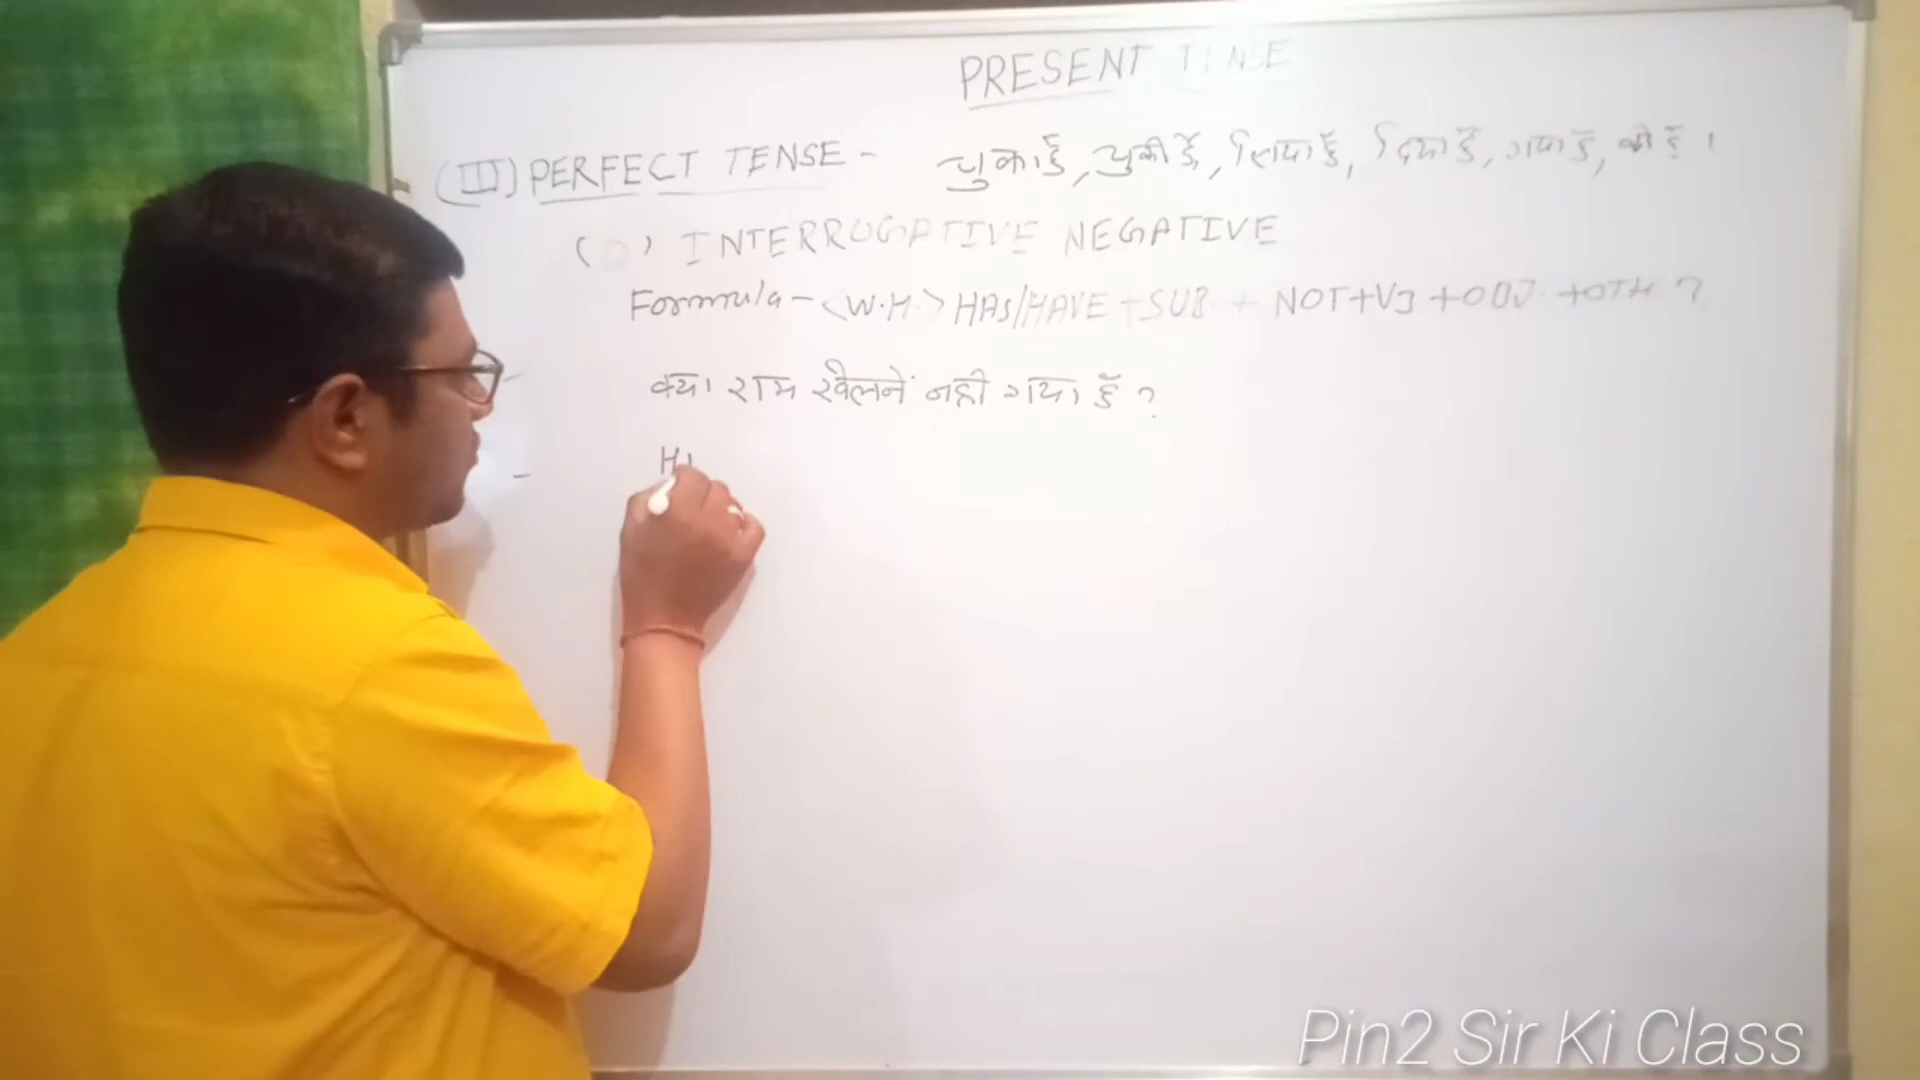 PRESENT TENSE
(III) PERFECT TENSE - चुका है, चुकी है, लिया है, दिया है, गया है, की है ।
( ) INTERROGATIVE NEGATIVE
Formula - <W.H.> HAS/HAVE + SUB. + NOT + V3 + OBJ. + OTH ?
क्या राम खेलने नही गया है ?
Pin2 Sir Ki Class